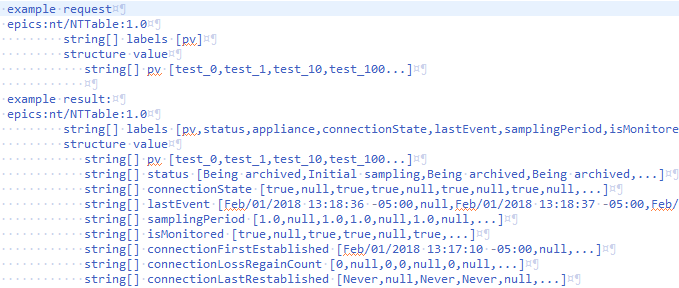 example request
epics:nt/NTTable:1.0
string[] labels [pv]
structure value
string[] pv [test_0,test_1,test_10,test_100...]
example result:
epics:nt/NTTable:1.0
string[] labels [pv,status,appliance,connectionState,lastEvent,samplingPeriod,isMonitore
structure value
string[] pv [test_0,test_1,test_10,test_100...]
string[] status [Being archived,Initial sampling,Being archived,Being archived,...]
string[] connectionState [true,null,true,true,null,true,null,true,null,...]
string[] lastEvent [Feb/01/2018 13:18:36 -05:00,null,Feb/01/2018 13:18:37 -05:00,Feb/
string[] samplingPeriod [1.0,null,1.0,1.0,null,1.0,null,...]
string[] isMonitored [true,null,true,true,null,true,...]
string[] connectionFirstEstablished [Feb/01/2018 13:17:10 -05:00,null,...]
string[] connectionLossRegainCount [0,null,0,0,null,0,null,...]
string[] connectionLastRestablished [Never,null,Never,Never,null,...]